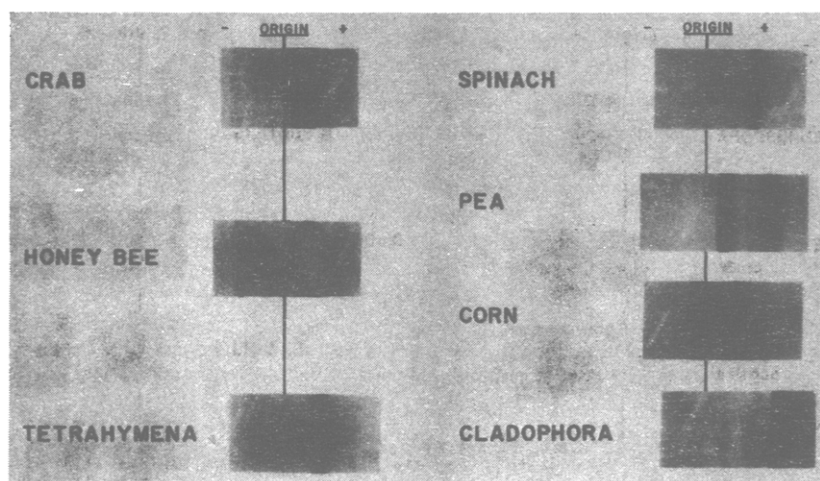 - ORIGIN +
CRAB
HONEY BEE
TETRAHYMENA
- ORIGIN +
SPINACH
PEA
CORN
CLADOPHORA